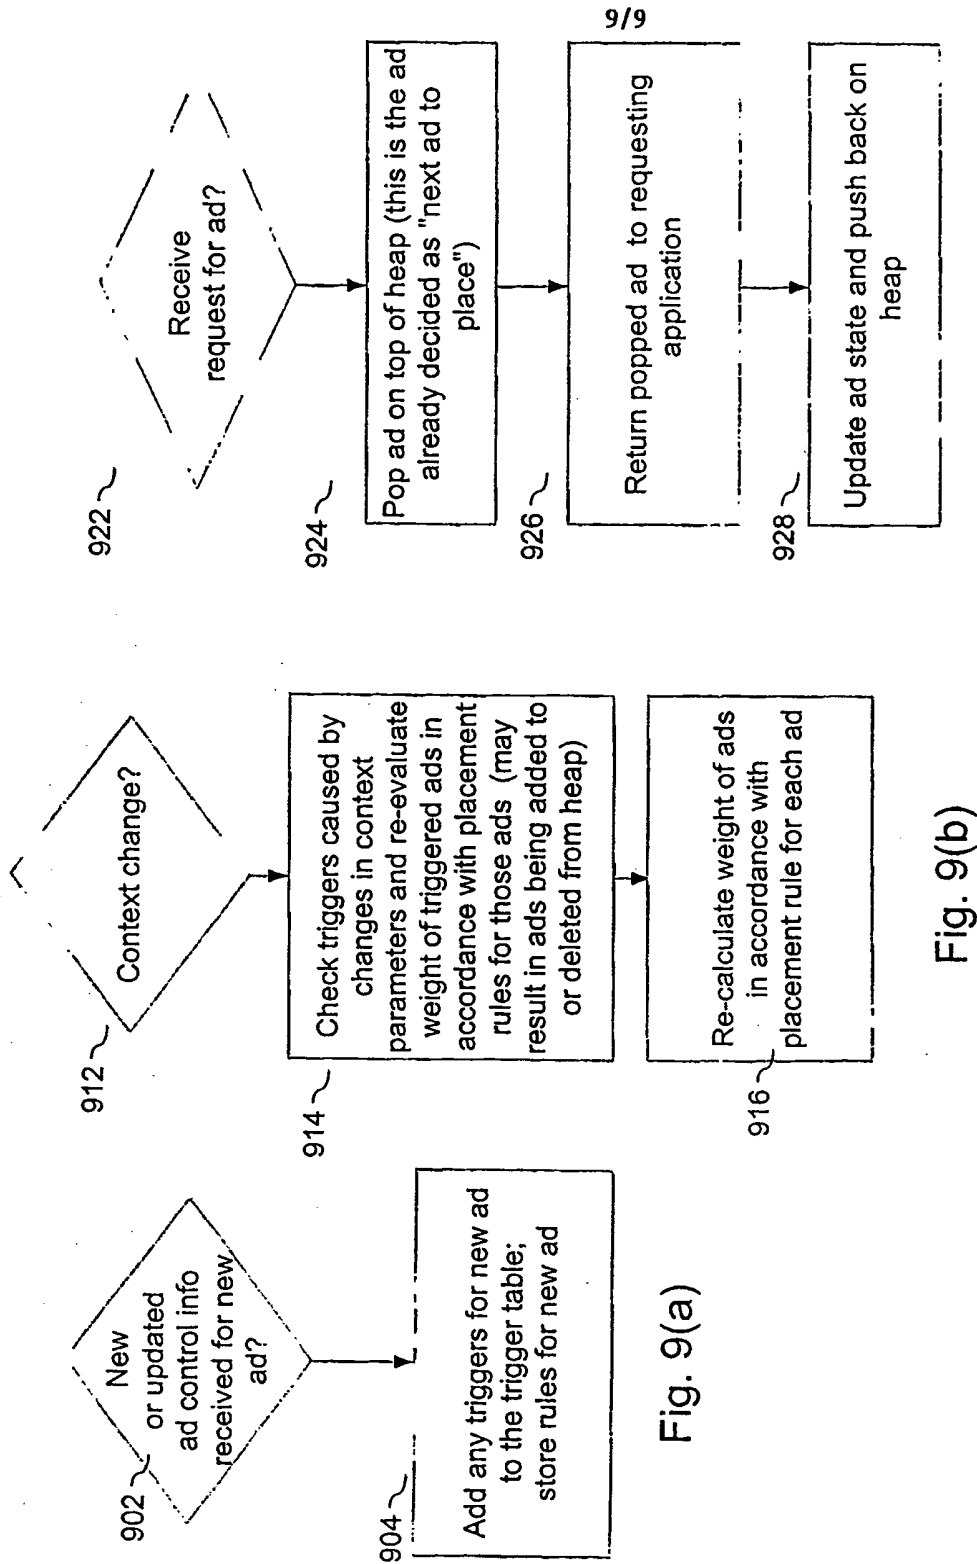 9/9
902
New
or updated
ad control info
received for new
ad?
904
Add any triggers for new ad
to the trigger table;
store rules for new ad
Fig. 9(a)
912
Context change?
914
Check triggers caused by
changes in context
parameters and re-evaluate
weight of triggered ads in
accordance with placement
rules for those ads (may
result in ads being added to
or deleted from heap)
916
Re-calculate weight of ads
in accordance with
placement rule for each ad
Fig. 9(b)
922
Receive
request for ad?
924
Pop ad on top of heap (this is the ad
already decided as "next ad to
place")
926
Return popped ad to requesting
application
928
Update ad state and push back on
heap